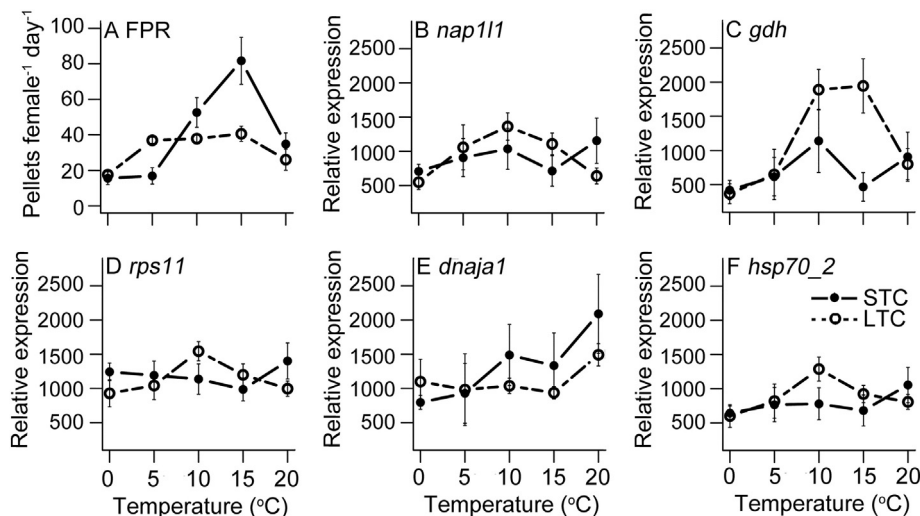 A FPR
Pellets female⁻¹ day⁻¹
100
80
60
40
20
0
B nap1l1
Relative expression
2500
2000
1500
1000
500
C gdh
Relative expression
2500
2000
1500
1000
500
D rps11
Relative expression
2500
2000
1500
1000
500
0 5 10 15 20
Temperature (°C)
E dnaja1
Relative expression
2500
2000
1500
1000
500
0 5 10 15 20
Temperature (°C)
F hsp70_2
STC
LTC
Relative expression
2500
2000
1500
1000
500
0 5 10 15 20
Temperature (°C)